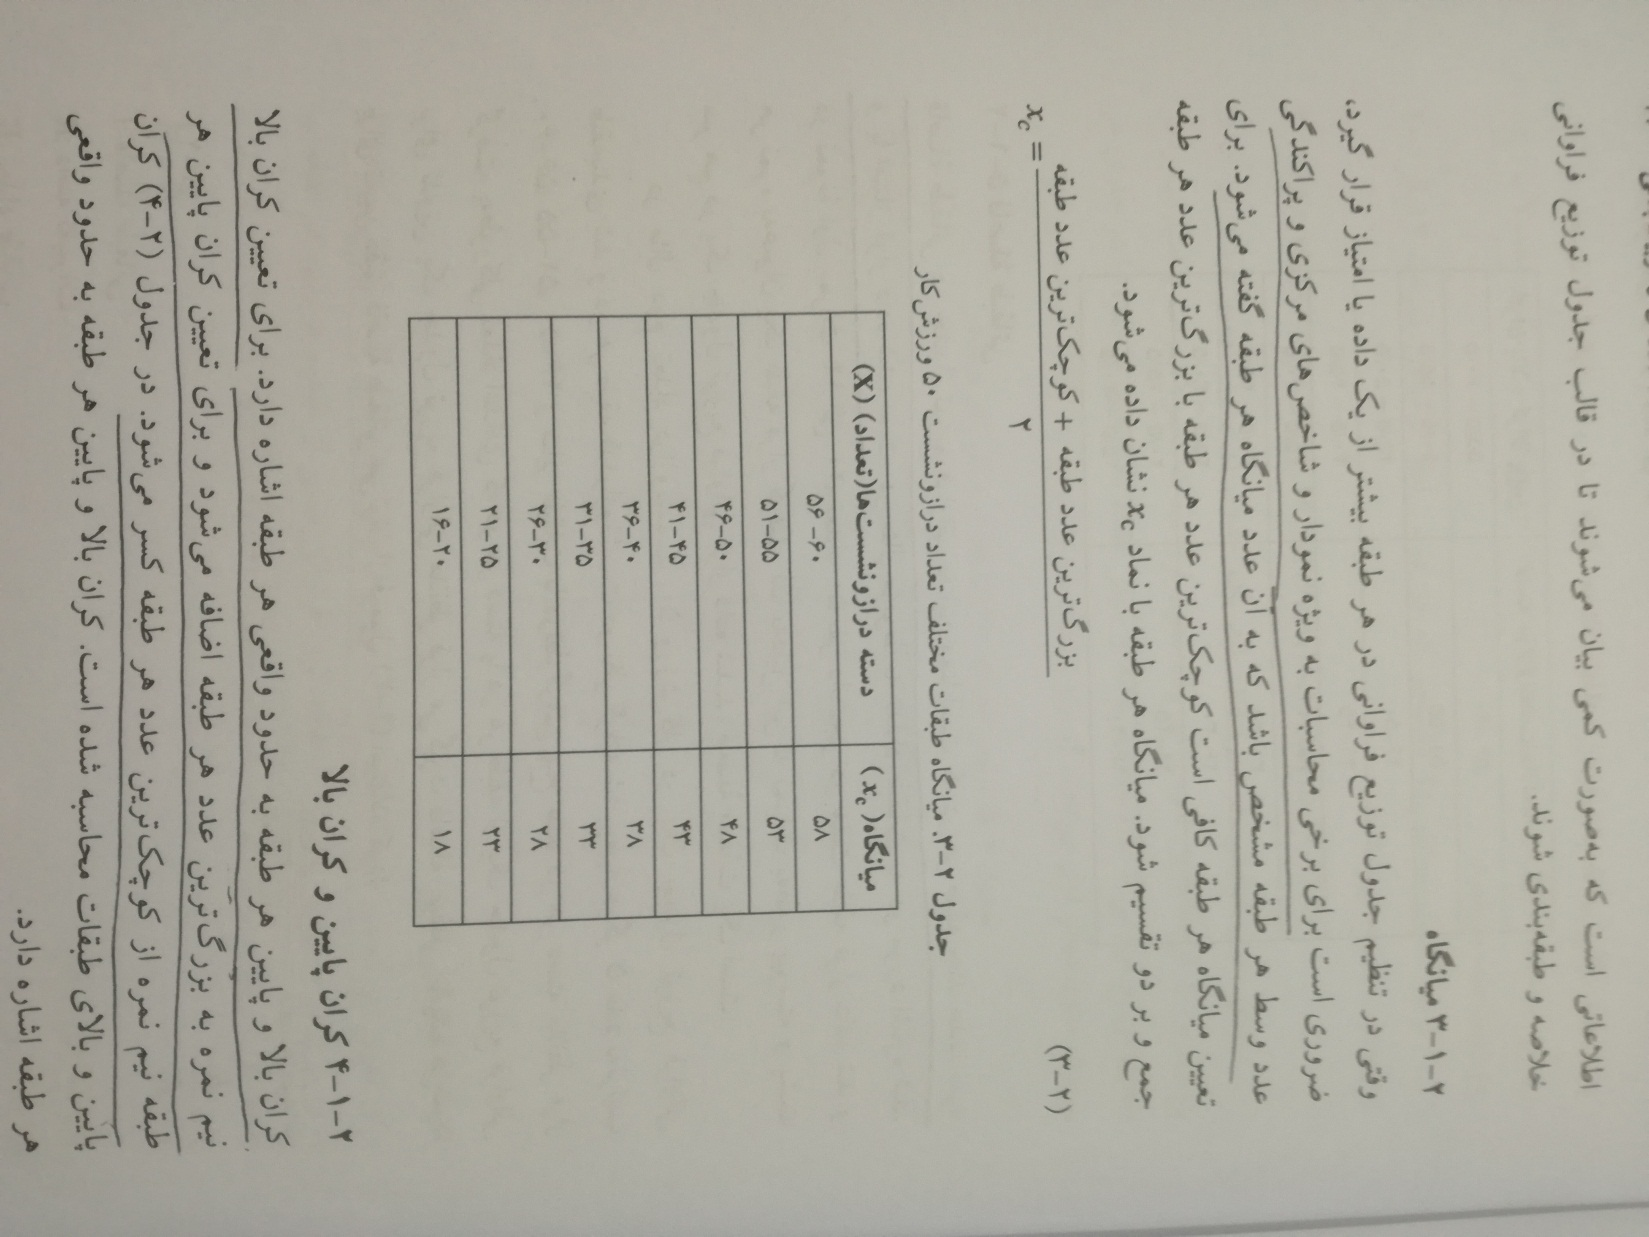 اطلاعاتی است که به‌صورت کمی بیان می‌شوند تا در قالب جدول توزیع فراوانی
خلاصه و طبقه‌بندی شوند.
۲-۱-۳ میانگاه
وقتی در تنظیم جدول توزیع فراوانی در هر طبقه بیشتر از یک داده یا امتیاز قرار گیرد،
ضروری است برای برخی محاسبات به ویژه نمودار و شاخص‌های مرکزی و پراکندگی
عدد وسط هر طبقه مشخص باشد که به آن عدد میانگاه هر طبقه گفته می‌شود. برای
تعیین میانگاه هر طبقه کافی است کوچک‌ترین عدد هر طبقه با بزرگ‌ترین عدد هر طبقه
جمع و بر دو تقسیم شود. میانگاه هر طبقه با نماد xc نشان داده می‌شود.
(۲-۳) xc = بزرگ‌ترین عدد طبقه + کوچک‌ترین عدد طبقه
۲
جدول ۲-۳. میانگاه طبقات مختلف تعداد درازونشست ۵۰ ورزش‌کار
میانگاه( xc) دسته درازونشست‌ها(تعداد) (X)
۵۸ ۵۶-۶۰
۵۳ ۵۱-۵۵
۴۸ ۴۶-۵۰
۴۳ ۴۱-۴۵
۳۸ ۳۶-۴۰
۳۳ ۳۱-۳۵
۲۸ ۲۶-۳۰
۲۳ ۲۱-۲۵
۱۸ ۱۶-۲۰
۲-۱-۴ کران پایین و کران بالا
کران بالا و پایین هر طبقه به حدود واقعی هر طبقه اشاره دارد. برای تعیین کران بالا
نیم نمره به بزرگ‌ترین عدد هر طبقه اضافه می‌شود و برای تعیین کران پایین هر
طبقه نیم نمره از کوچک‌ترین عدد هر طبقه کسر می‌شود. در جدول (۲-۴) کران
پایین و بالای طبقات محاسبه شده است. کران بالا و پایین هر طبقه به حدود واقعی
هر طبقه اشاره دارد.